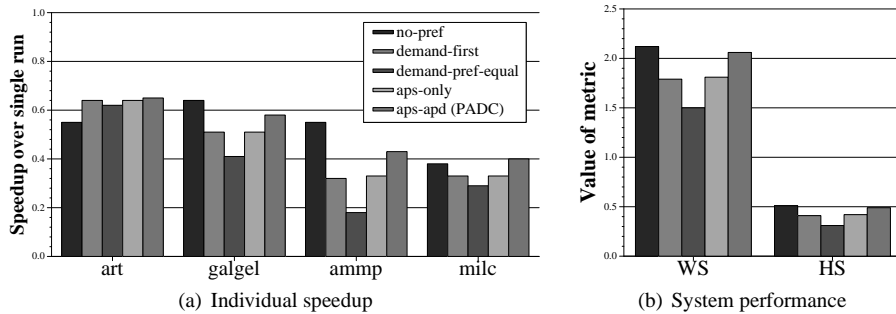 Speedup over single run
1.0
0.8
0.6
0.4
0.2
0.0
no-pref
demand-first
demand-pref-equal
aps-only
aps-apd (PADC)
art galgel ammp milc
(a) Individual speedup
Value of metric
2.5
2.0
1.5
1.0
0.5
0.0
WS HS
(b) System performance